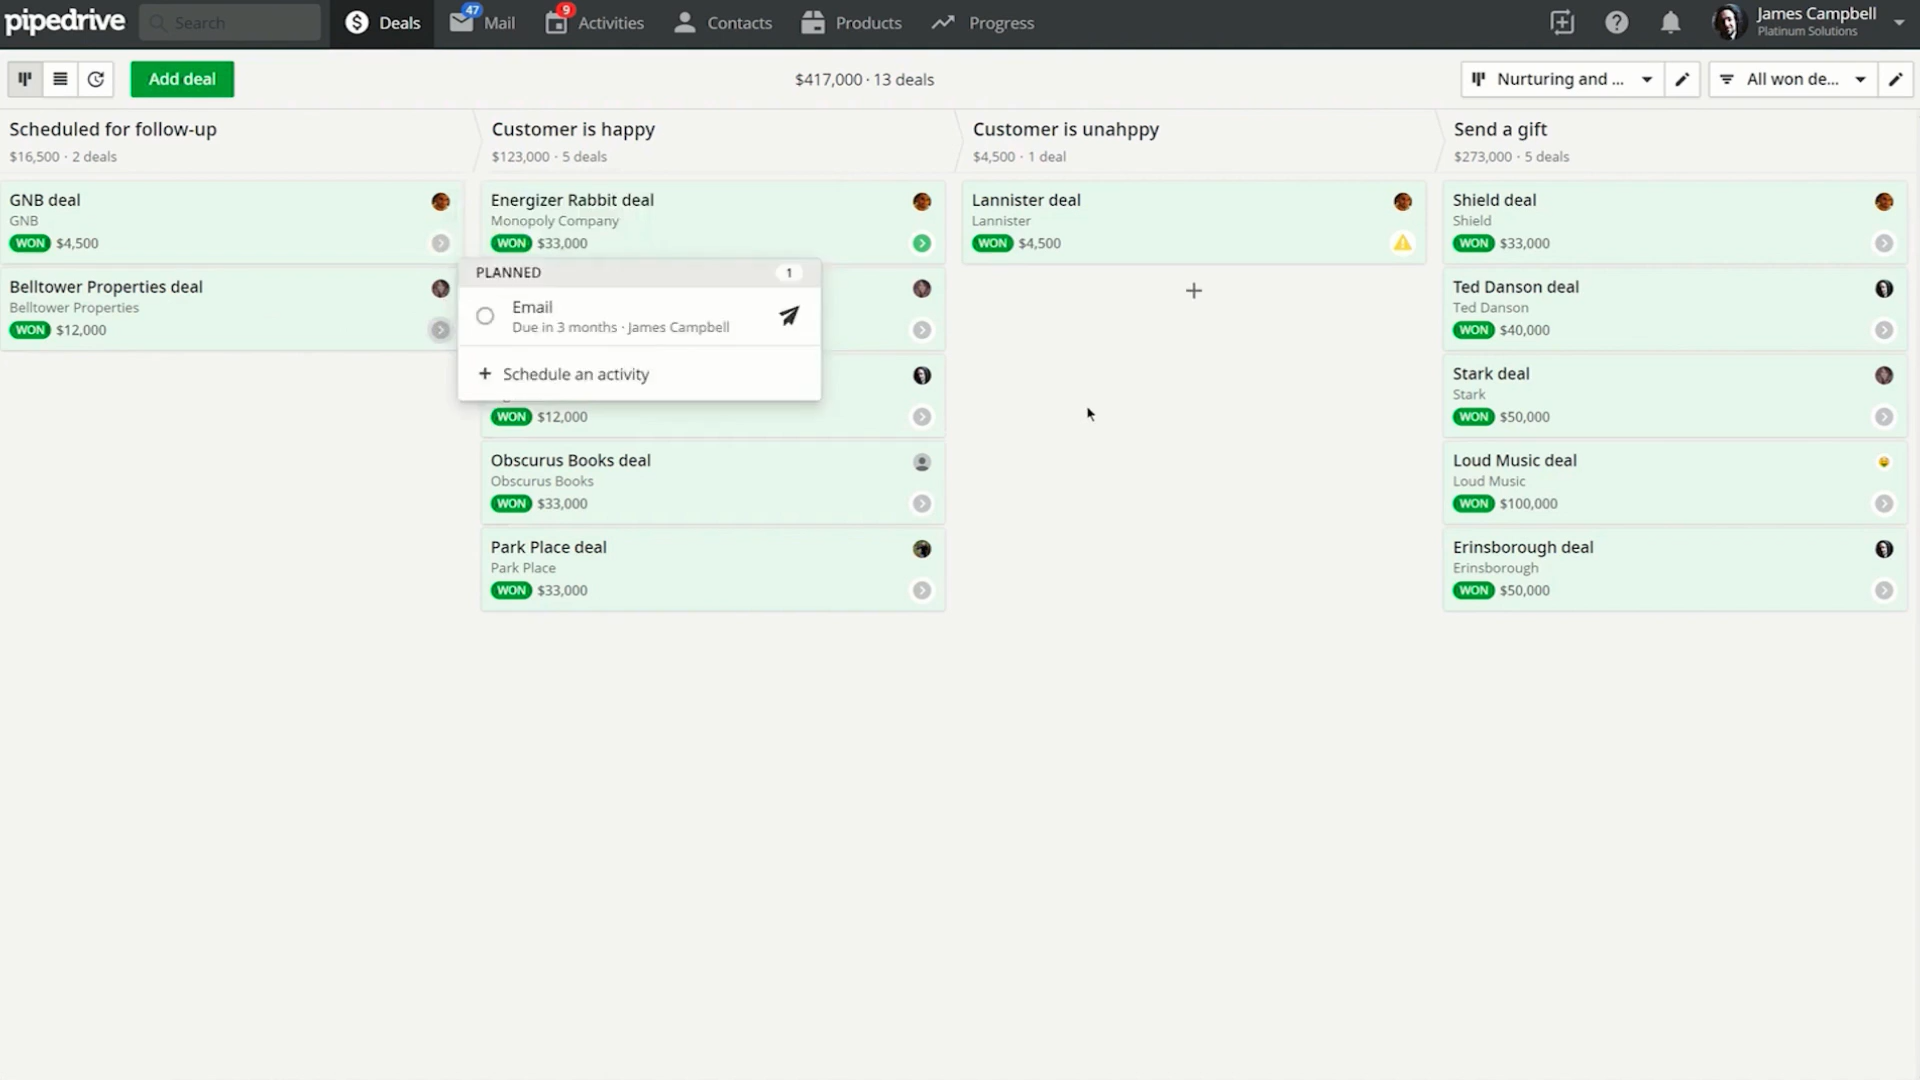 pipedrive
Search
Deals
47
Mail
9
Activities
Contacts
Products
Progress
James Campbell
Platinum Solutions
Add deal
$417,000 · 13 deals
Nurturing and ...
All won de...
Scheduled for follow-up
$16,500 · 2 deals
GNB deal
GNB
WON $4,500
Belltower Properties deal
Belltower Properties
WON $12,000
Customer is happy
$123,000 · 5 deals
Energizer Rabbit deal
Monopoly Company
WON $33,000
PLANNED 1
Email
Due in 3 months · James Campbell
+ Schedule an activity
WON $12,000
Obscurus Books deal
Obscurus Books
WON $33,000
Park Place deal
Park Place
WON $33,000
Customer is unahppy
$4,500 · 1 deal
Lannister deal
Lannister
WON $4,500
Send a gift
$273,000 · 5 deals
Shield deal
Shield
WON $33,000
Ted Danson deal
Ted Danson
WON $40,000
Stark deal
Stark
WON $50,000
Loud Music deal
Loud Music
WON $100,000
Erinsborough deal
Erinsborough
WON $50,000